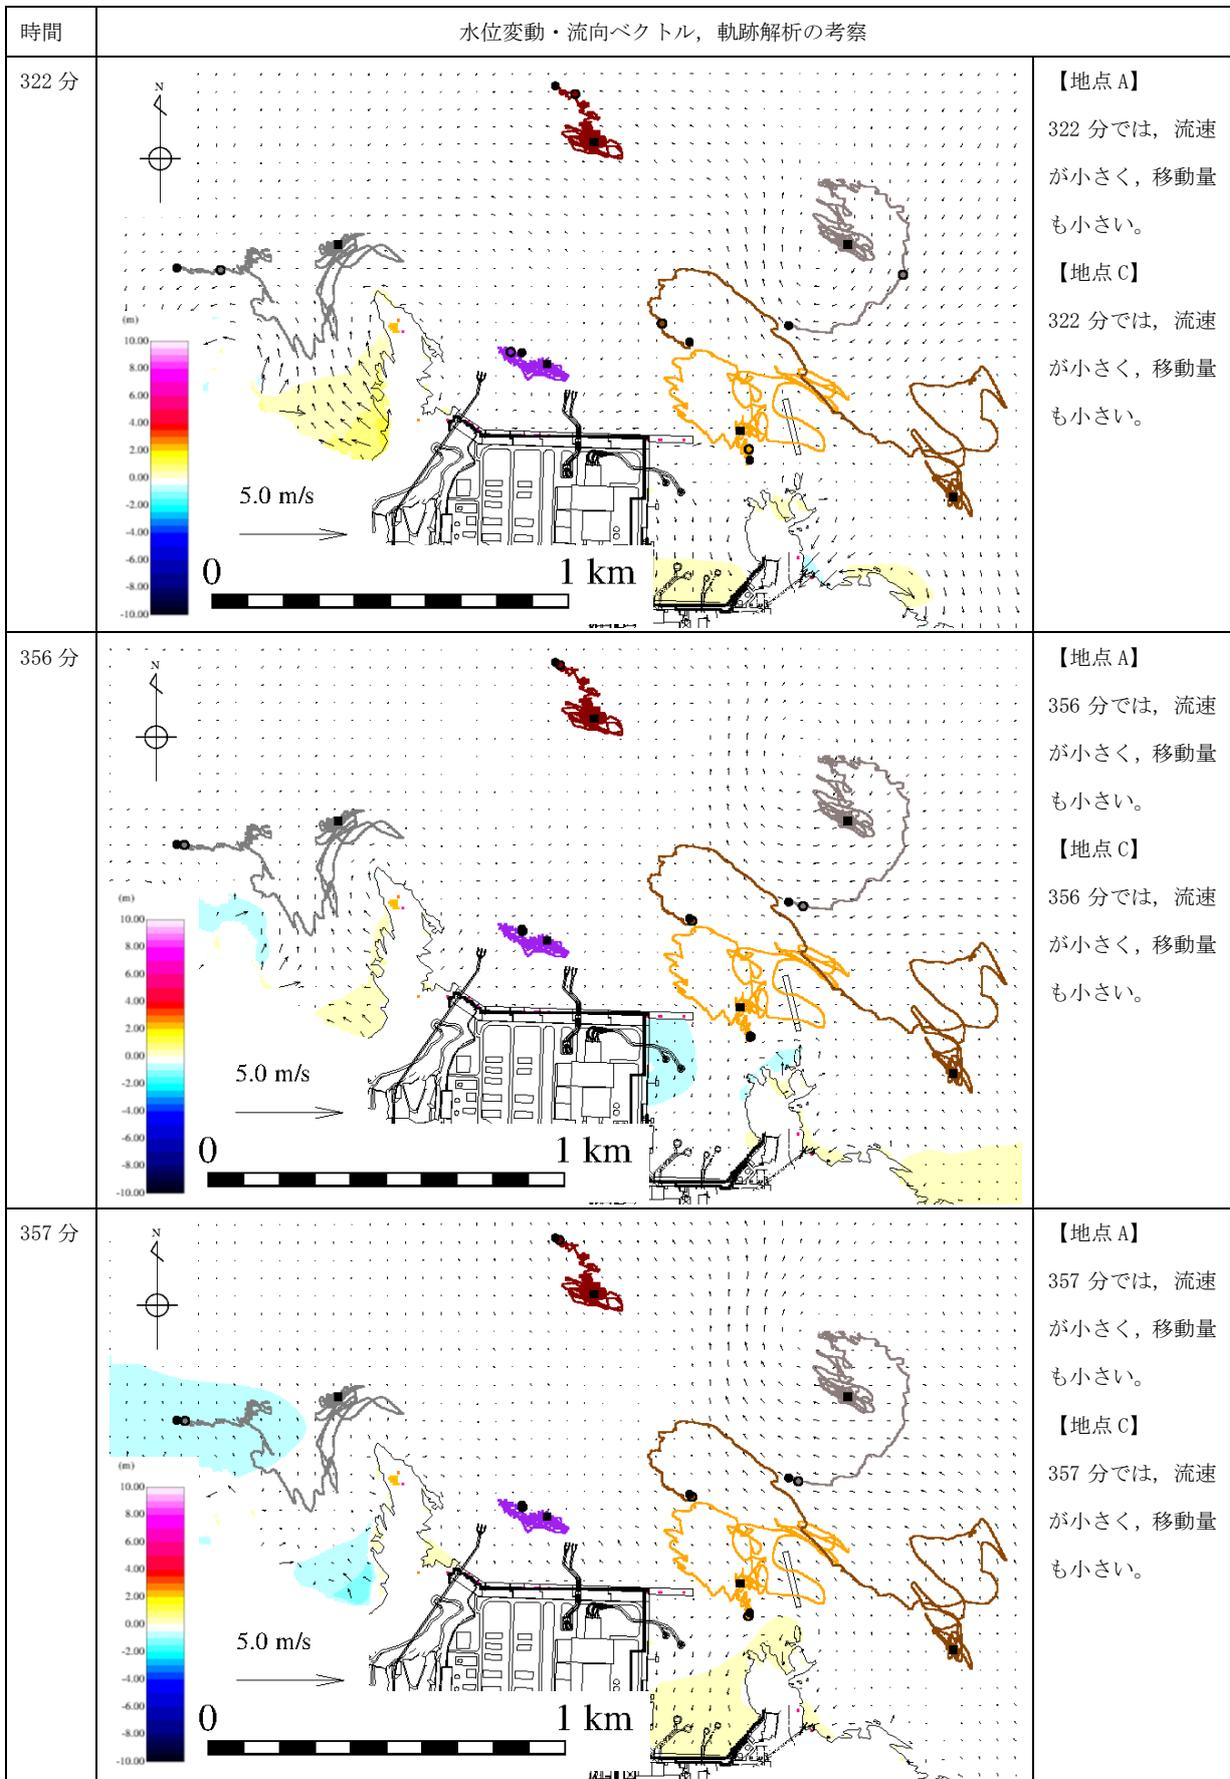 時間
水位変動・流向ベクトル，軌跡解析の考察
322 分
N
(m)
10.00
8.00
6.00
4.00
2.00
0.00
-2.00
-4.00
-6.00
-8.00
-10.00
5.0 m/s
0
1 km
【地点 A】
322 分では，流速
が小さく，移動量
も小さい。
【地点 C】
322 分では，流速
が小さく，移動量
も小さい。
356 分
N
(m)
10.00
8.00
6.00
4.00
2.00
0.00
-2.00
-4.00
-6.00
-8.00
-10.00
5.0 m/s
0
1 km
【地点 A】
356 分では，流速
が小さく，移動量
も小さい。
【地点 C】
356 分では，流速
が小さく，移動量
も小さい。
357 分
N
(m)
10.00
8.00
6.00
4.00
2.00
0.00
-2.00
-4.00
-6.00
-8.00
-10.00
5.0 m/s
0
1 km
【地点 A】
357 分では，流速
が小さく，移動量
も小さい。
【地点 C】
357 分では，流速
が小さく，移動量
も小さい。